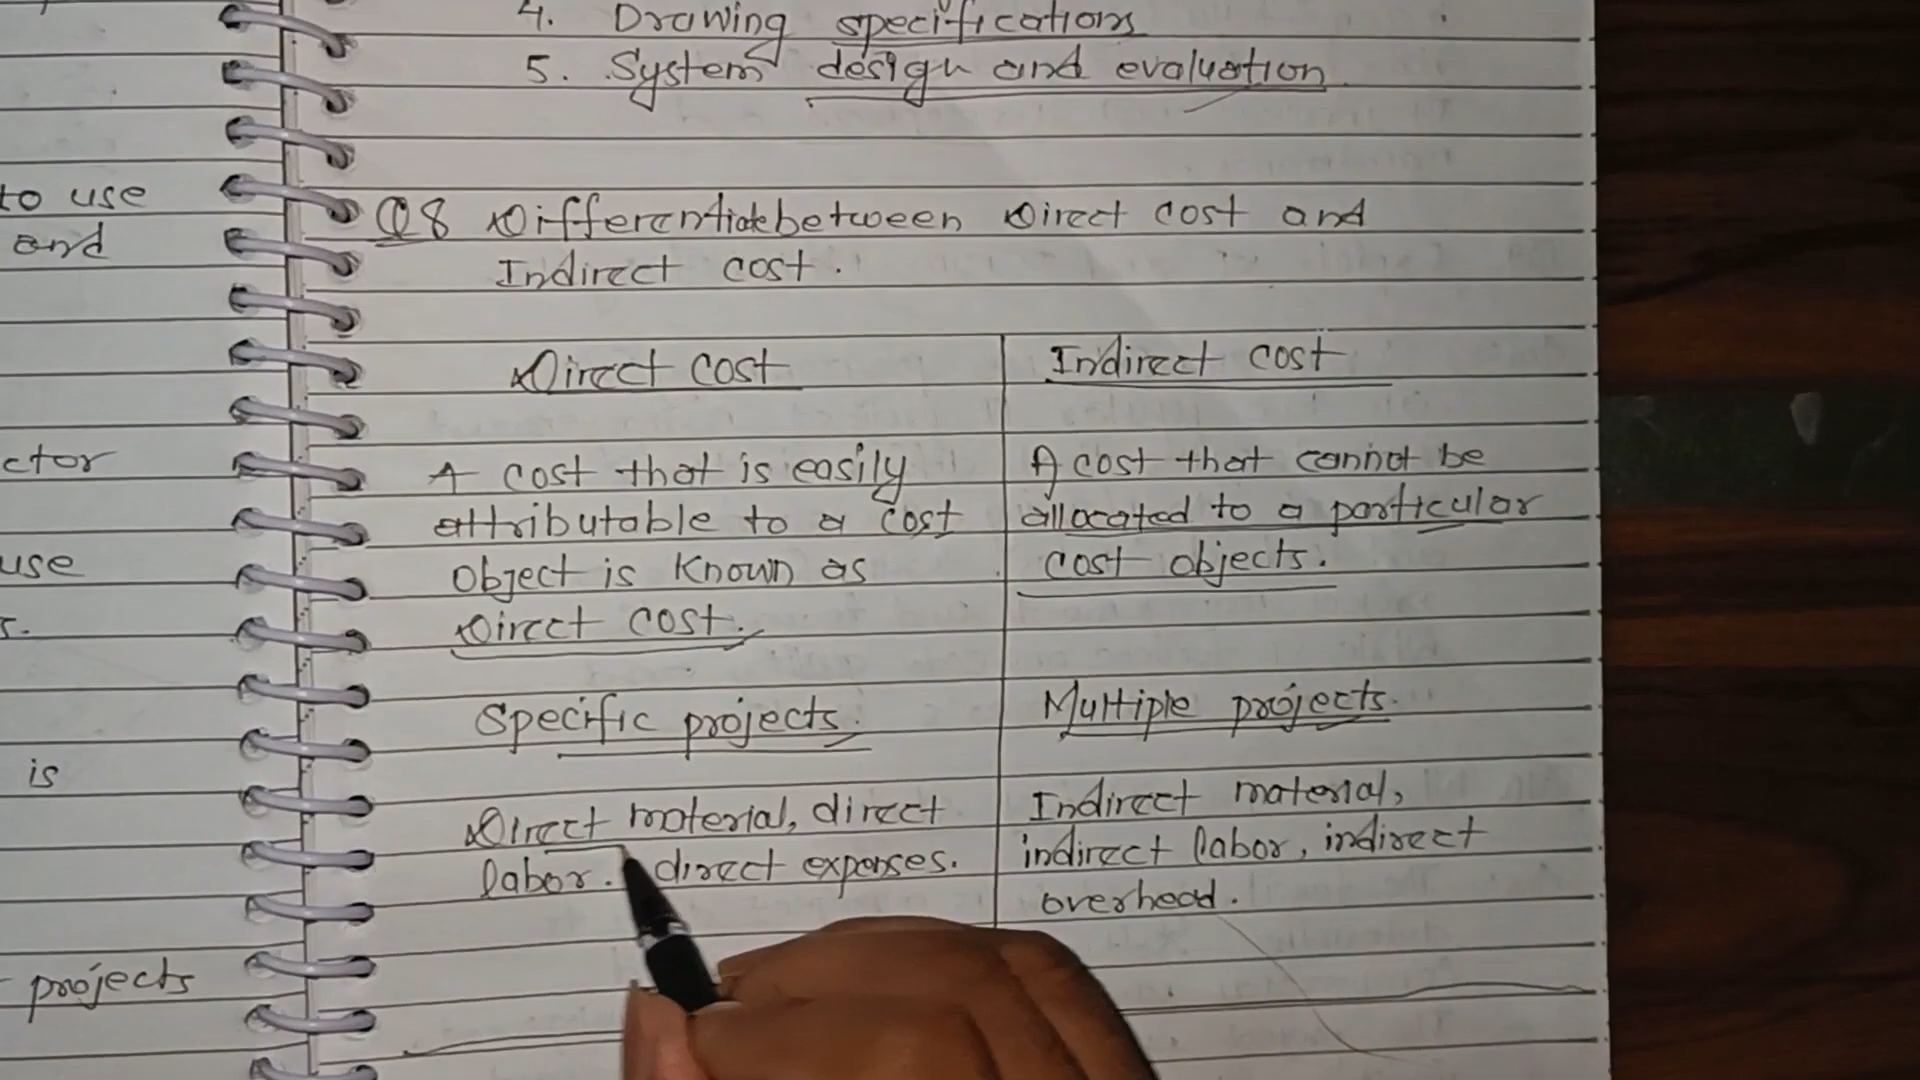 4. Drawing specifications
5. System design and evaluation
to use
and
ctor
use
s.
is
projects
Q8 Differentiate between Direct cost and
Indirect cost.
Direct cost
A cost that is easily
attributable to a cost
object is known as
Direct cost.
Specific projects.
Direct material, direct
labor. direct expenses.
Indirect cost
A cost that cannot be
allocated to a particular
cost objects.
Multiple projects.
Indirect material,
indirect labor, indirect
overhead.